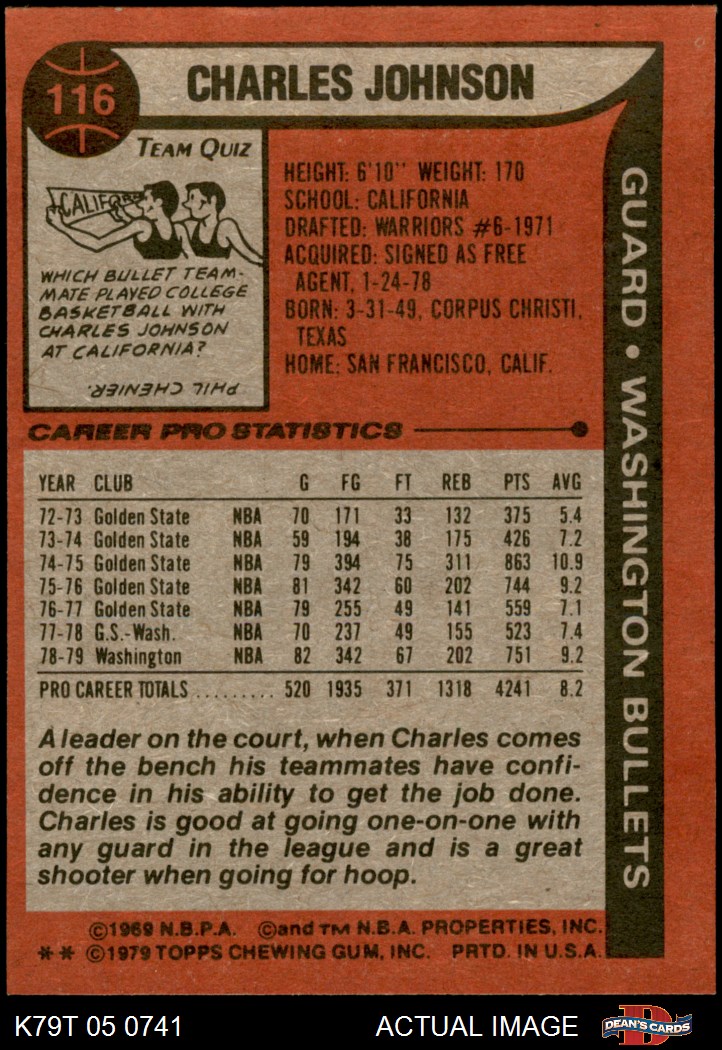 116
CHARLES JOHNSON
TEAM QUIZ
CALIFOR
WHICH BULLET TEAM-
MATE PLAYED COLLEGE
BASKETBALL WITH
CHARLES JOHNSON
AT CALIFORNIA?
PHIL CHENIER.
HEIGHT: 6'10" WEIGHT: 170
SCHOOL: CALIFORNIA
DRAFTED: WARRIORS #6-1971
ACQUIRED: SIGNED AS FREE
AGENT, 1-24-78
BORN: 3-31-49, CORPUS CHRISTI,
TEXAS
HOME: SAN FRANCISCO, CALIF.
GUARD • WASHINGTON BULLETS
CAREER PRO STATISTICS
YEAR CLUB G FG FT REB PTS AVG
72-73 Golden State NBA 70 171 33 132 375 5.4
73-74 Golden State NBA 59 194 38 175 426 7.2
74-75 Golden State NBA 79 394 75 311 863 10.9
75-76 Golden State NBA 81 342 60 202 744 9.2
76-77 Golden State NBA 79 255 49 141 559 7.1
77-78 G.S.-Wash. NBA 70 237 49 155 523 7.4
78-79 Washington NBA 82 342 67 202 751 9.2
PRO CAREER TOTALS ......... 520 1935 371 1318 4241 8.2
A leader on the court, when Charles comes
off the bench his teammates have confi-
dence in his ability to get the job done.
Charles is good at going one-on-one with
any guard in the league and is a great
shooter when going for hoop.
©1969 N.B.P.A. ©and TM N.B.A. PROPERTIES, INC.
** ©1979 TOPPS CHEWING GUM, INC. PRTD. IN U.S.A.
K79T 05 0741
ACTUAL IMAGE
D
DEAN'S CARDS